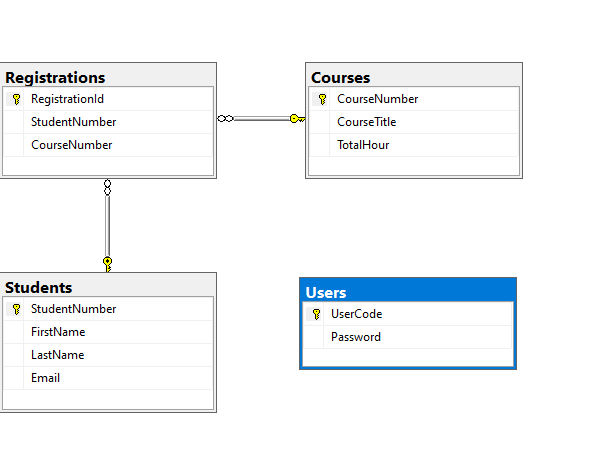 Registrations
RegistrationId
StudentNumber
CourseNumber
Courses
CourseNumber
CourseTitle
TotalHour
Students
StudentNumber
FirstName
LastName
Email
Users
UserCode
Password